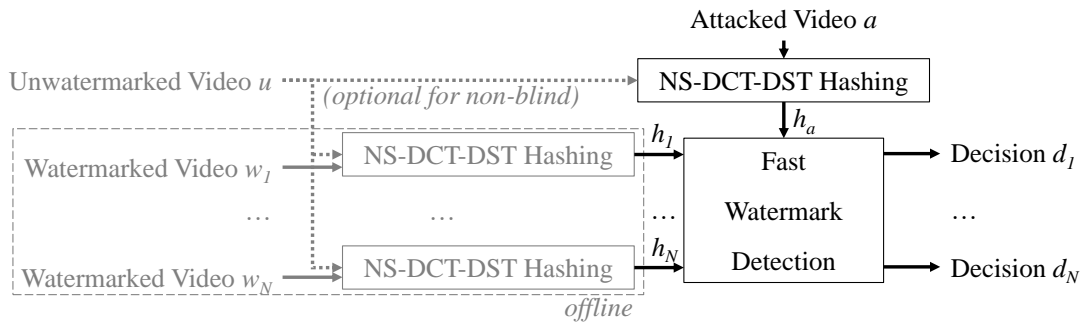 Attacked Video a
Unwatermarked Video u
NS-DCT-DST Hashing
(optional for non-blind)
h_a
h_1
NS-DCT-DST Hashing
Fast
Decision d_1
Watermarked Video w_1
… … … Watermark …
h_N
Watermarked Video w_N
NS-DCT-DST Hashing
Detection
Decision d_N
offline